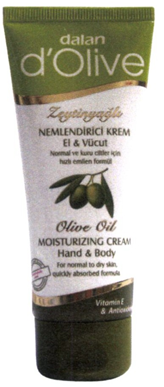 dalan
d'Olive
Zeytinyağlı
NEMLENDİRİCİ KREM
El & Vücut
Normal ve kuru ciltler için
hızlı emilen formül
Olive Oil
MOISTURIZING CREAM
Hand & Body
For normal to dry skin,
quickly absorbed formula
Vitamin E
& Antioxidant